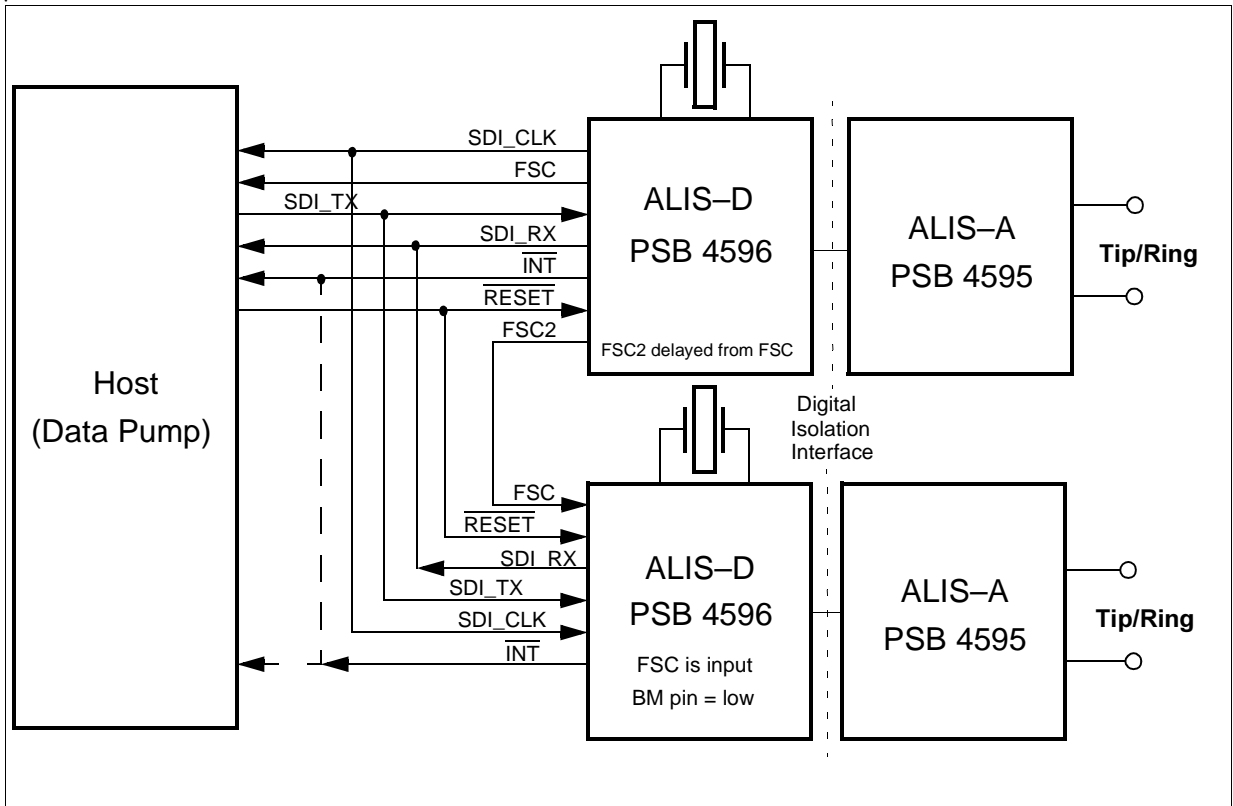 Host
(Data Pump)
SDI_CLK
FSC
SDI_TX
SDI_RX
INT
RESET
FSC2
ALIS–D
PSB 4596
FSC2 delayed from FSC
ALIS–A
PSB 4595
Tip/Ring
Digital
Isolation
Interface
FSC
RESET
SDI_RX
SDI_TX
SDI_CLK
INT
ALIS–D
PSB 4596
FSC is input
BM pin = low
ALIS–A
PSB 4595
Tip/Ring